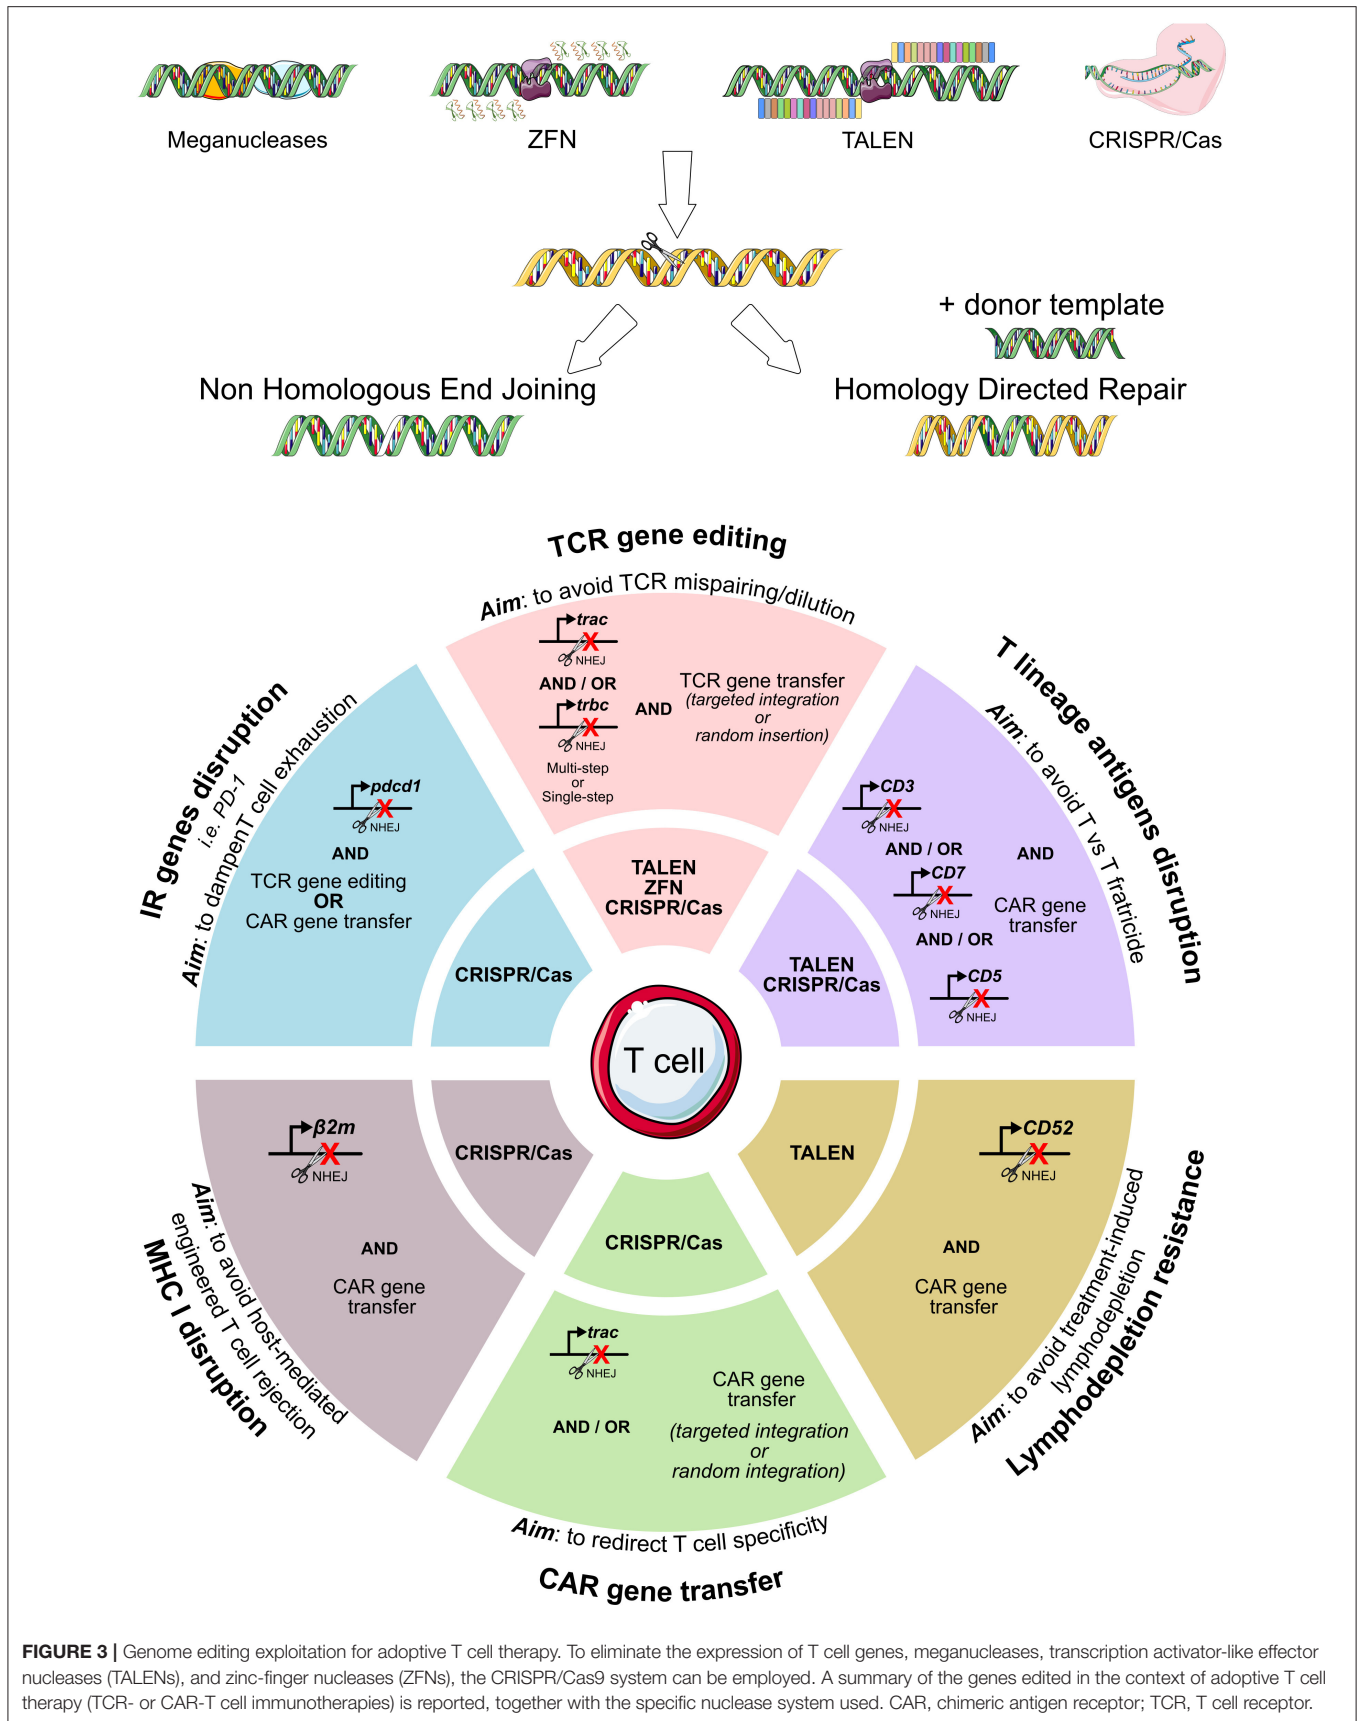 Meganucleases
ZFN
TALEN
CRISPR/Cas
+ donor template
Non Homologous End Joining
Homology Directed Repair
TCR gene editing
Aim: to avoid TCR mispairing/dilution
trac
NHEJ
AND / OR
trbc
NHEJ
Multi-step
or
Single-step
AND
TCR gene transfer
(targeted integration
or
random insertion)
TALEN
ZFN
CRISPR/Cas
T lineage antigens disruption
Aim: to avoid T vs T fratricide
CD3
NHEJ
AND / OR
CD7
NHEJ
AND / OR
CD5
NHEJ
AND
CAR gene
transfer
TALEN
CRISPR/Cas
IR genes disruption
i.e. PD-1
Aim: to dampenT cell exhaustion
pdcd1
NHEJ
AND
TCR gene editing
OR
CAR gene transfer
CRISPR/Cas
T cell
β2m
NHEJ
AND
CAR gene
transfer
CRISPR/Cas
Aim: to avoid host-mediated
engineered T cell rejection
MHC I disruption
TALEN
CD52
NHEJ
AND
CAR gene
transfer
Aim: to avoid treatment-induced
lymphodepletion
Lymphodepletion resistance
CRISPR/Cas
trac
NHEJ
AND / OR
CAR gene
transfer
(targeted integration
or
random integration)
Aim: to redirect T cell specificity
CAR gene transfer
FIGURE 3 | Genome editing exploitation for adoptive T cell therapy. To eliminate the expression of T cell genes, meganucleases, transcription activator-like effector
nucleases (TALENs), and zinc-finger nucleases (ZFNs), the CRISPR/Cas9 system can be employed. A summary of the genes edited in the context of adoptive T cell
therapy (TCR- or CAR-T cell immunotherapies) is reported, together with the specific nuclease system used. CAR, chimeric antigen receptor; TCR, T cell receptor.